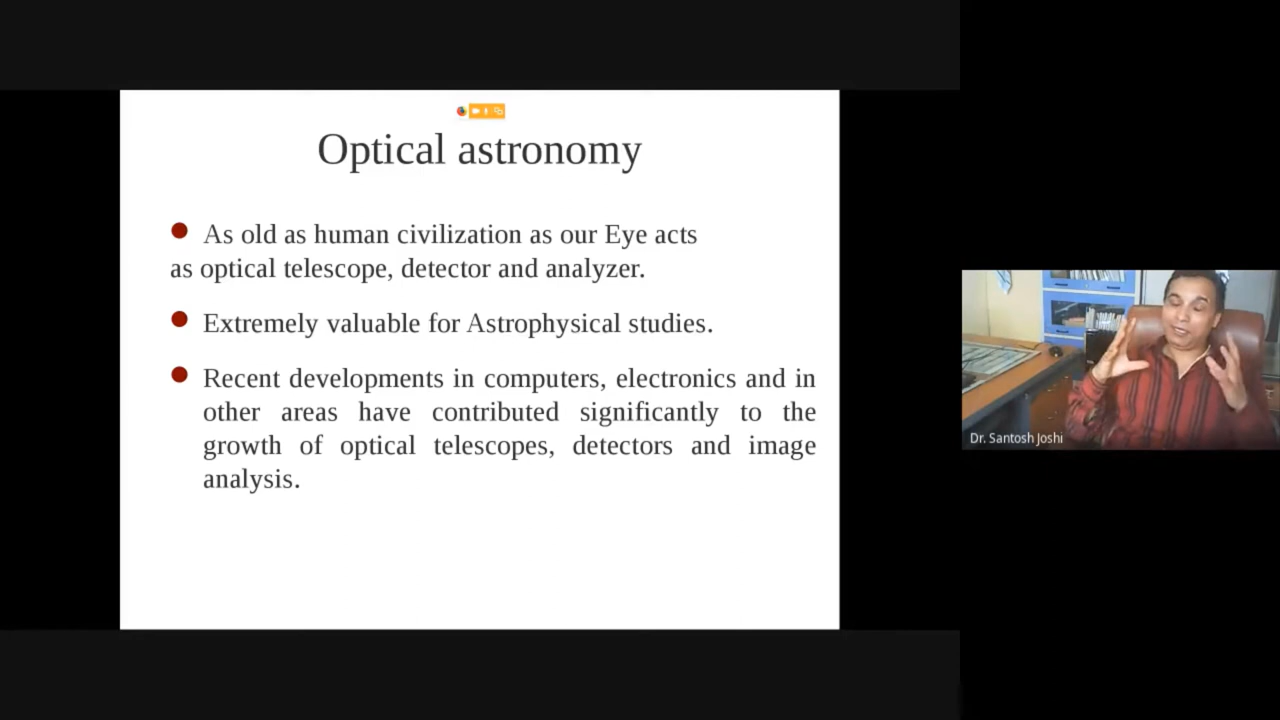 Optical astronomy
As old as human civilization as our Eye acts
as optical telescope, detector and analyzer.
Extremely valuable for Astrophysical studies.
Recent developments in computers, electronics and in
other areas have contributed significantly to the
growth of optical telescopes, detectors and image
analysis.
Dr. Santosh Joshi